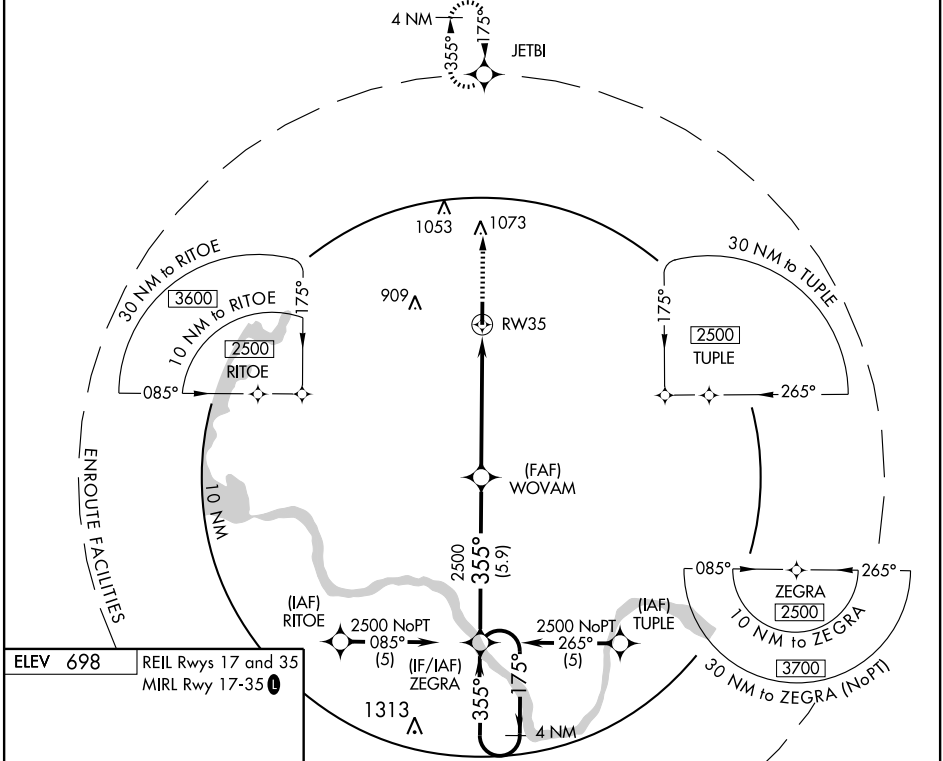 4 NM
355°
175°
JETBI
1053
1073
30 NM to RITOE
3600
10 NM to RITOE
2500
RITOE
175°
085°
909
RW35
30 NM to TUPLE
175°
2500
TUPLE
265°
ENROUTE FACILITIES
10 NM
(FAF)
WOVAM
2500
355°
(5.9)
085°
265°
ZEGRA
2500
10 NM to ZEGRA
3700
30 NM to ZEGRA (NoPT)
(IAF)
RITOE
2500 NoPT
085°
(5)
(IF/IAF)
ZEGRA
2500 NoPT
265°
(5)
(IAF)
TUPLE
355°
175°
4 NM
1313
ELEV 698
REIL Rwys 17 and 35
MIRL Rwy 17-35 L